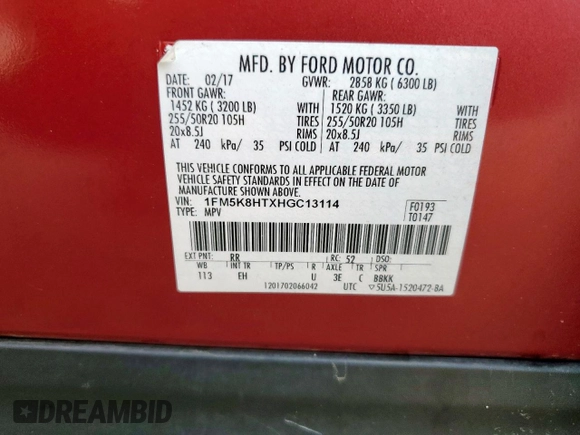 MFD. BY FORD MOTOR CO.
DATE: 02/17 GVWR: 2858 KG ( 6300 LB)
FRONT GAWR: REAR GAWR:
1452 KG ( 3200 LB) WITH 1520 KG ( 3350 LB) WITH
255/50R20 105H TIRES 255/50R20 105H TIRES
20x8.5J RIMS 20x8.5J RIMS
AT 240 kPa/ 35 PSI COLD AT 240 kPa/ 35 PSI COLD
THIS VEHICLE CONFORMS TO ALL APPLICABLE FEDERAL MOTOR
VEHICLE SAFETY STANDARDS IN EFFECT ON THE DATE OF
MANUFACTURE SHOWN ABOVE.
VIN: 1FM5K8HTXHGC13114 F0193
TYPE: MPV T0147
EXT PNT: RR RC: 52 DSO:
WB INT TR TP/PS R AXLE TR SPR
113 EH U 3E C BBKK
1201702066042 UTC ▽5U5A-1520472-BA
DREAMBID